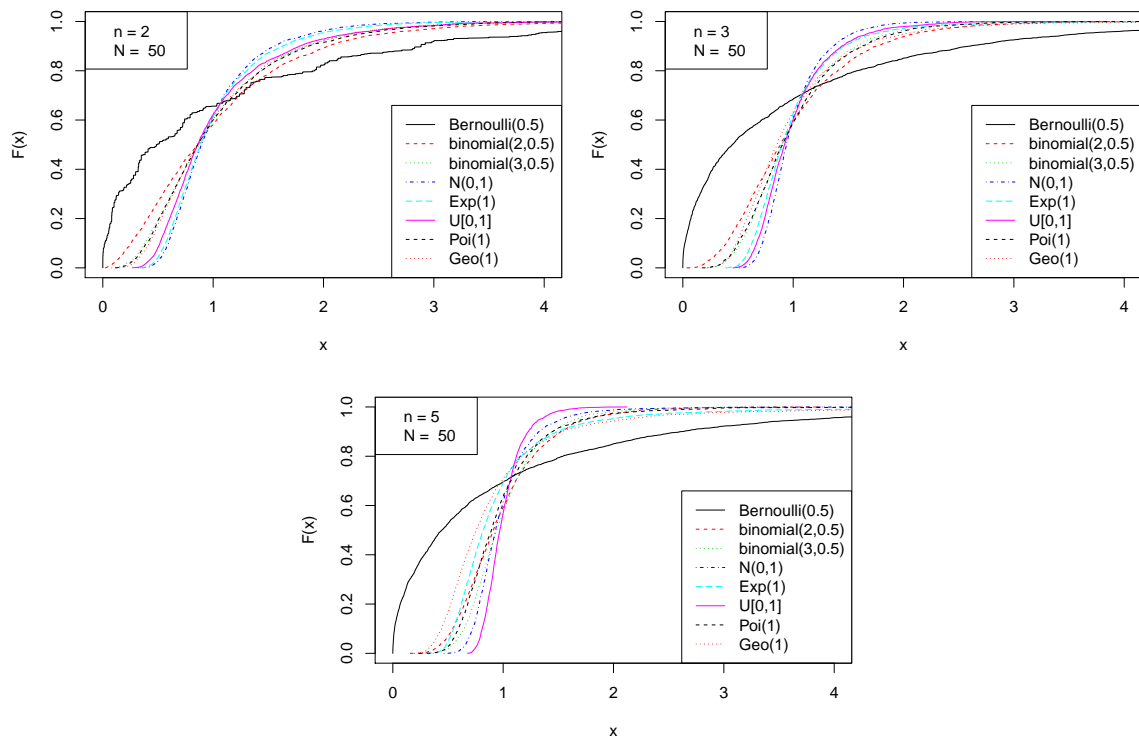 n = 2
N = 50
F(x)
0.0 0.2 0.4 0.6 0.8 1.0
Bernoulli(0.5)
binomial(2,0.5)
binomial(3,0.5)
N(0,1)
Exp(1)
U[0,1]
Poi(1)
Geo(1)
0 1 2 3 4
x
n = 3
N = 50
F(x)
0.0 0.2 0.4 0.6 0.8 1.0
Bernoulli(0.5)
binomial(2,0.5)
binomial(3,0.5)
N(0,1)
Exp(1)
U[0,1]
Poi(1)
Geo(1)
0 1 2 3 4
x
n = 5
N = 50
F(x)
0.0 0.2 0.4 0.6 0.8 1.0
Bernoulli(0.5)
binomial(2,0.5)
binomial(3,0.5)
N(0,1)
Exp(1)
U[0,1]
Poi(1)
Geo(1)
0 1 2 3 4
x